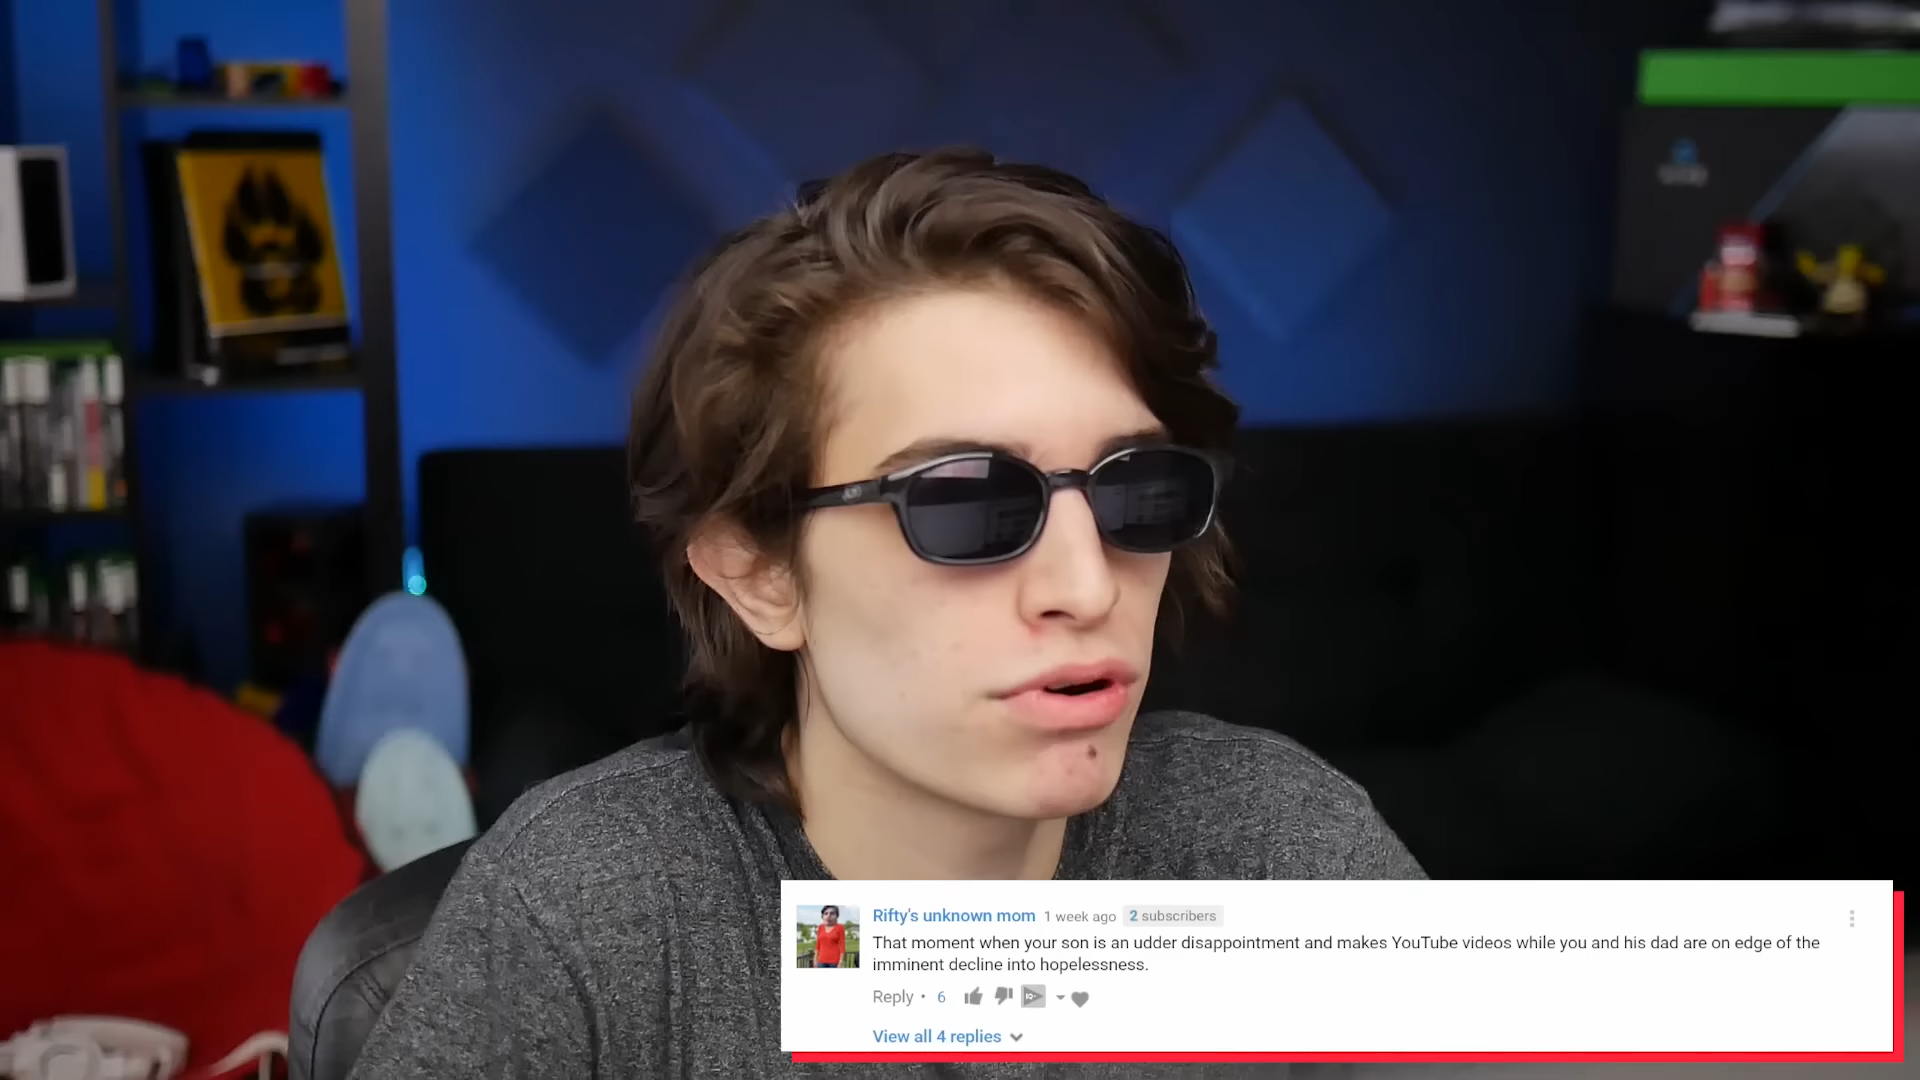 Rifty's unknown mom 1 week ago 2 subscribers
That moment when your son is an udder disappointment and makes YouTube videos while you and his dad are on edge of the
imminent decline into hopelessness.
Reply • 6
View all 4 replies